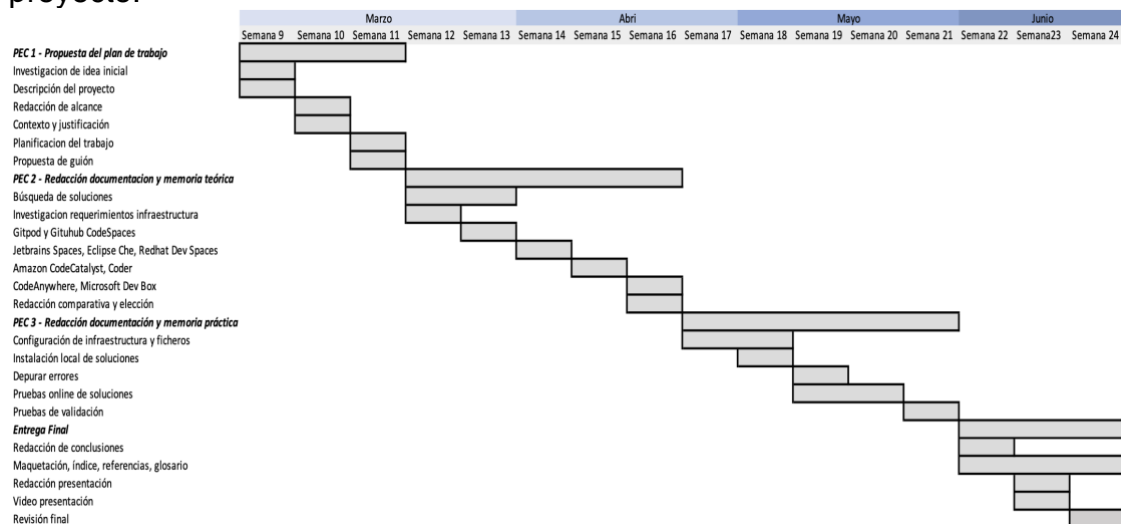 proyecto.
Marzo Abri Mayo Junio
Semana 9 Semana 10 Semana 11 Semana 12 Semana 13 Semana 14 Semana 15 Semana 16 Semana 17 Semana 18 Semana 19 Semana 20 Semana 21 Semana 22 Semana23 Semana 24
PEC 1 - Propuesta del plan de trabajo
Investigacion de idea inicial
Descripción del proyecto
Redacción de alcance
Contexto y justificación
Planificacion del trabajo
Propuesta de guión
PEC 2 - Redacción documentacion y memoria teórica
Búsqueda de soluciones
Investigacion requerimientos infraestructura
Gitpod y Gituhub CodeSpaces
Jetbrains Spaces, Eclipse Che, Redhat Dev Spaces
Amazon CodeCatalyst, Coder
CodeAnywhere, Microsoft Dev Box
Redacción comparativa y elección
PEC 3 - Redacción documentación y memoria práctica
Configuración de infraestructura y ficheros
Instalación local de soluciones
Depurar errores
Pruebas online de soluciones
Pruebas de validación
Entrega Final
Redacción de conclusiones
Maquetación, índice, referencias, glosario
Redacción presentación
Video presentación
Revisión final